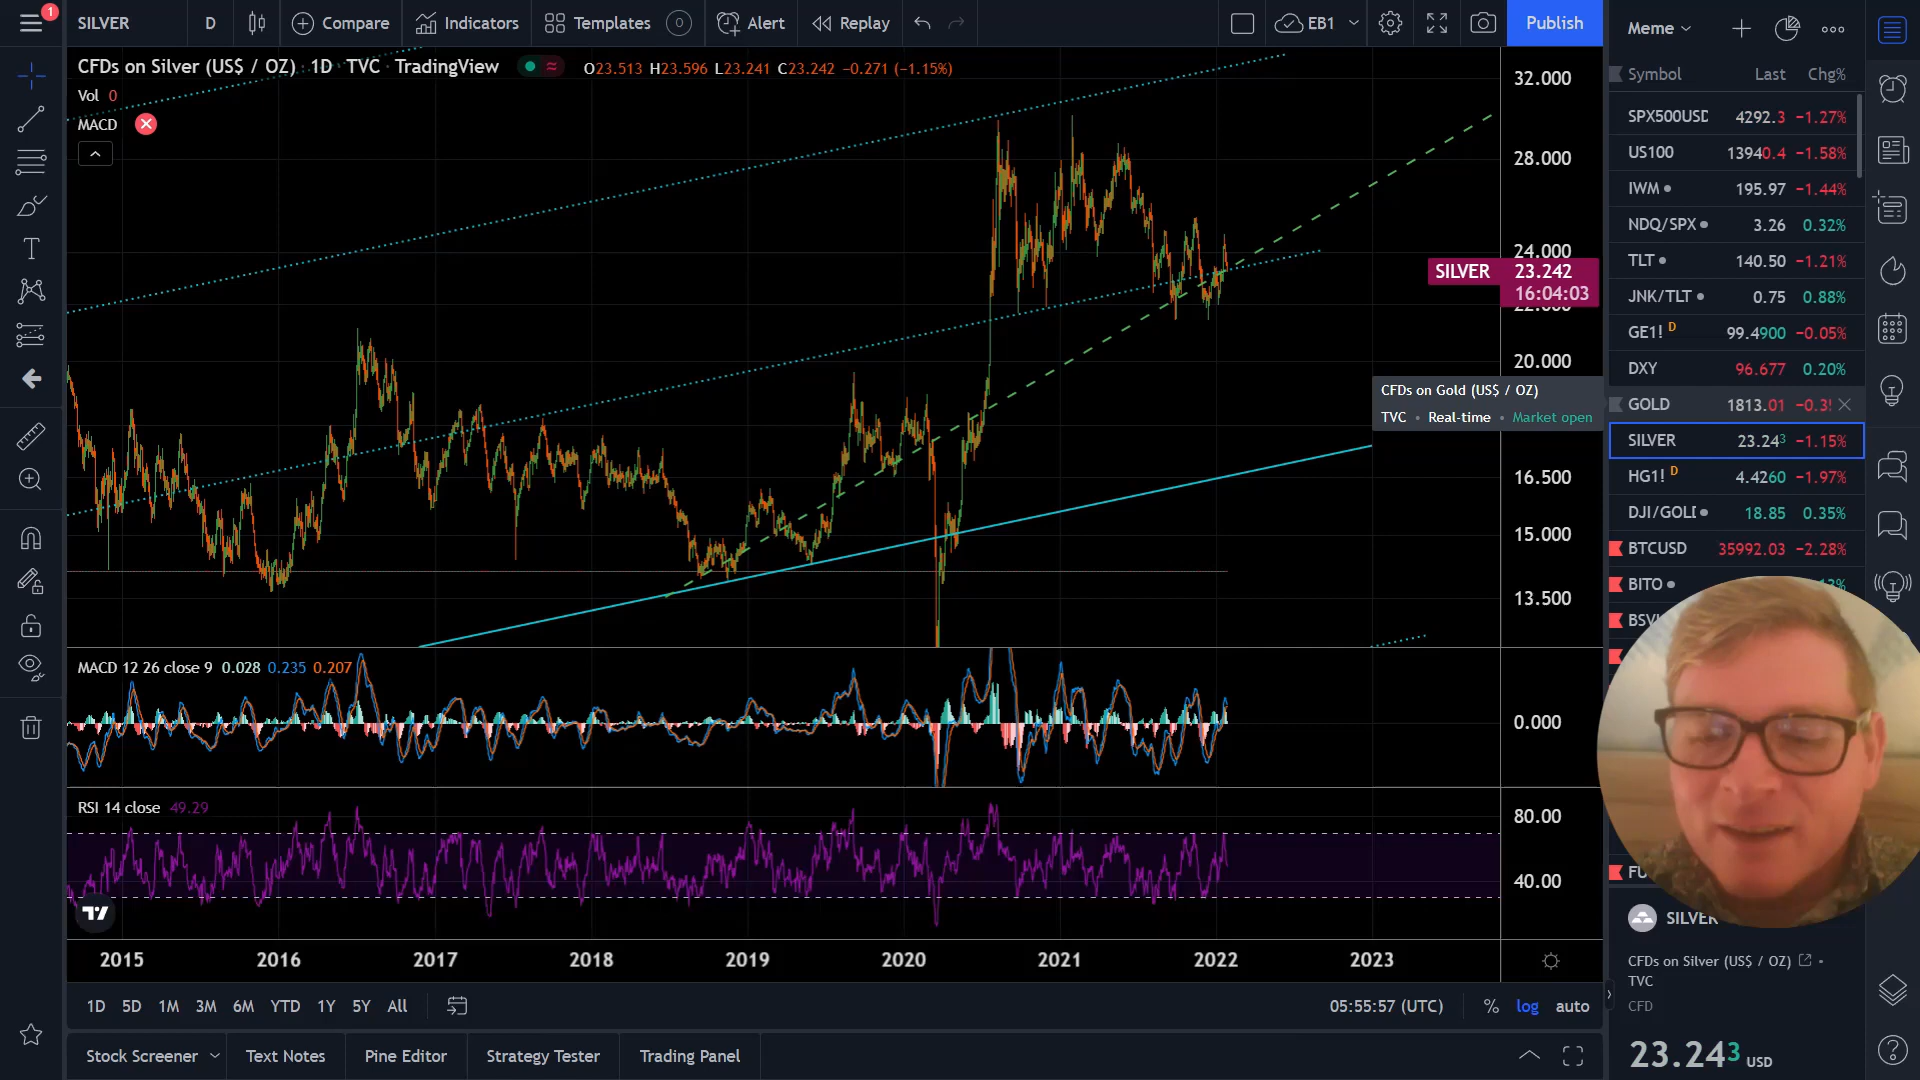 1
SILVER
D
Compare
Indicators
Templates
Alert
Replay
EB1
Publish
Meme
CFDs on Silver (US$ / OZ) · 1D · TVC · TradingView
O23.513 H23.596 L23.241 C23.242 −0.271 (−1.15%)
Vol 0
MACD
32.000
28.000
24.000
SILVER 23.242
16:04:03
20.000
16.500
15.000
13.500
CFDs on Gold (US$ / OZ)
TVC • Real-time • Market open
MACD 12 26 close 9 0.028 0.235 0.207
0.000
RSI 14 close 49.29
80.00
40.00
2015 2016 2017 2018 2019 2020 2021 2022 2023
1D 5D 1M 3M 6M YTD 1Y 5Y All
05:55:57 (UTC) % log auto
Stock Screener Text Notes Pine Editor Strategy Tester Trading Panel
Symbol Last Chg%
SPX500USD 4292.3 −1.27%
US100 13940.4 −1.58%
IWM 195.97 −1.44%
NDQ/SPX 3.26 0.32%
TLT 140.50 −1.21%
JNK/TLT 0.75 0.88%
GE1! D 99.4900 −0.05%
DXY 96.677 0.20%
GOLD 1813.01
SILVER 23.243 −1.15%
HG1! D 4.4260 −1.97%
DJI/GOLD 18.85 0.35%
BTCUSD 35992.03 −2.28%
BITO
SILVER
CFDs on Silver (US$ / OZ) •
TVC
CFD
23.243 USD